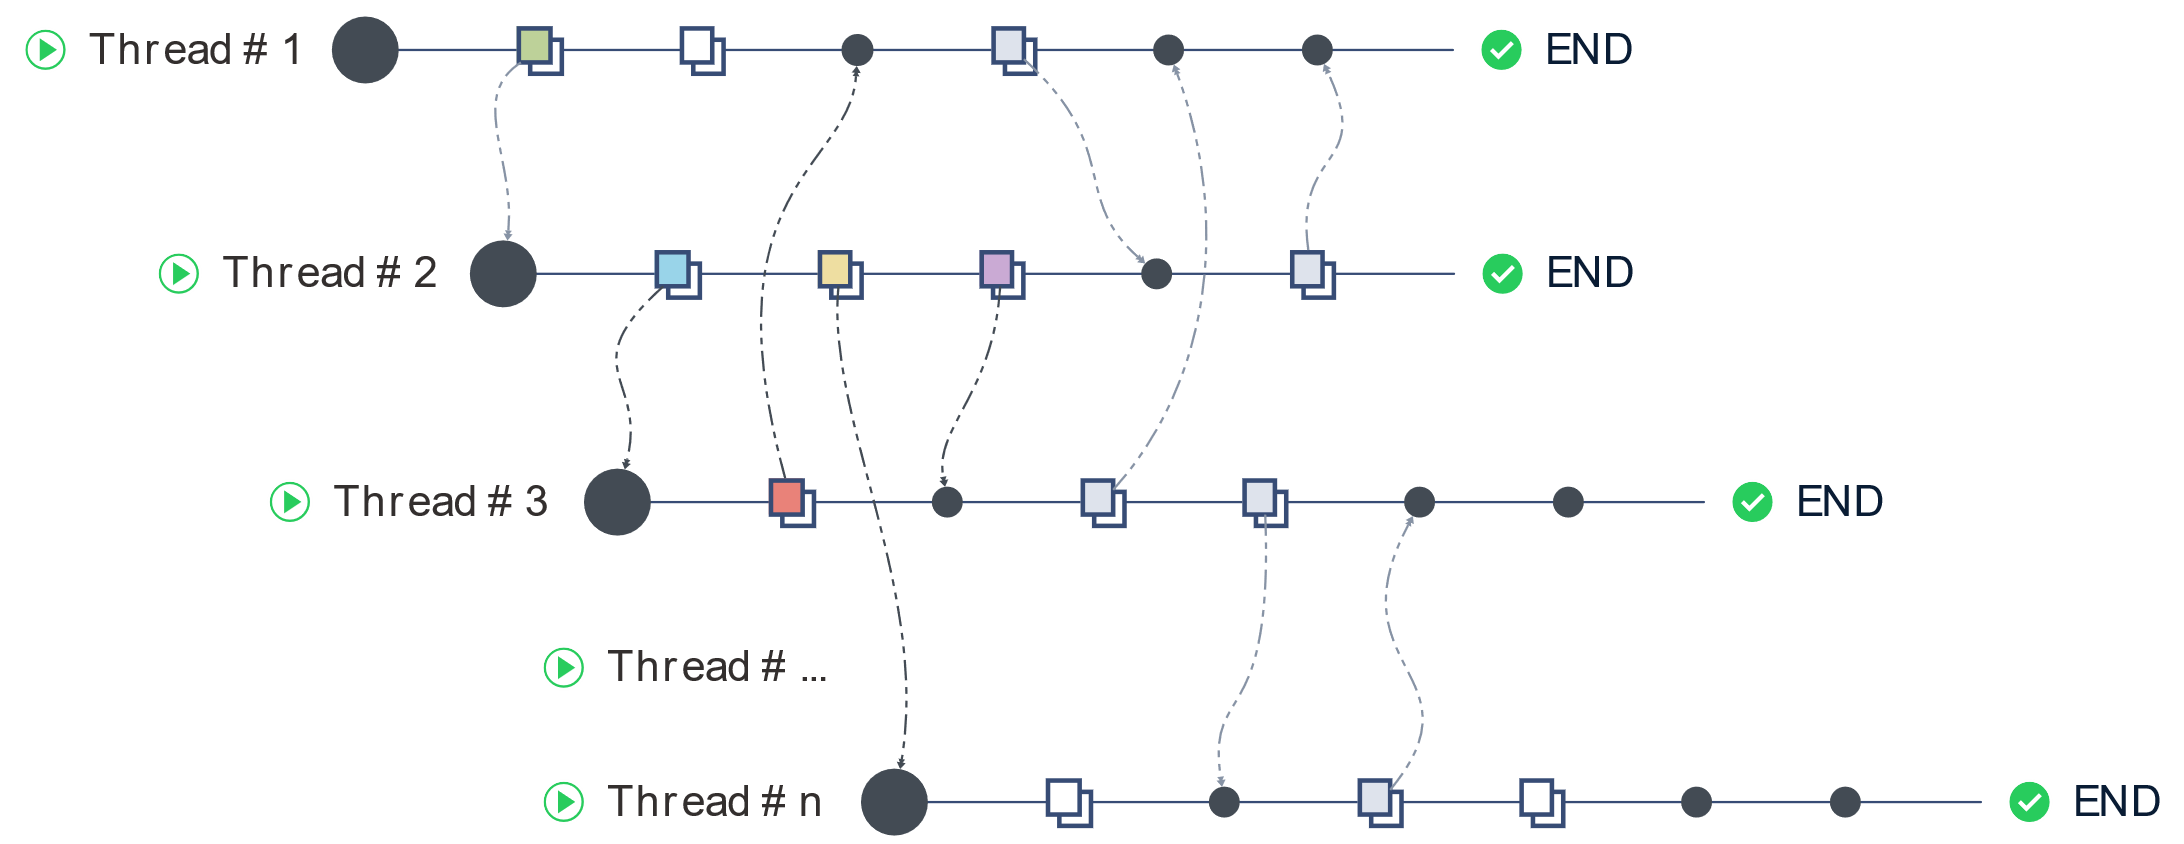 Thread # 1 END
Thread # 2 END
Thread # 3 END
Thread # ...
Thread # n END